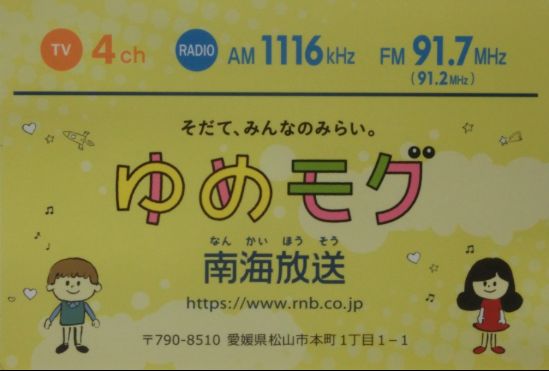 TV 4ch RADIO AM 1116kHz FM 91.7MHz
(91.2MHz)
そだて、みんなのみらい。
ゆめモグ
なん かい ほう そう
南海放送
https://www.rnb.co.jp
〒790-8510 愛媛県松山市本町1丁目1−1